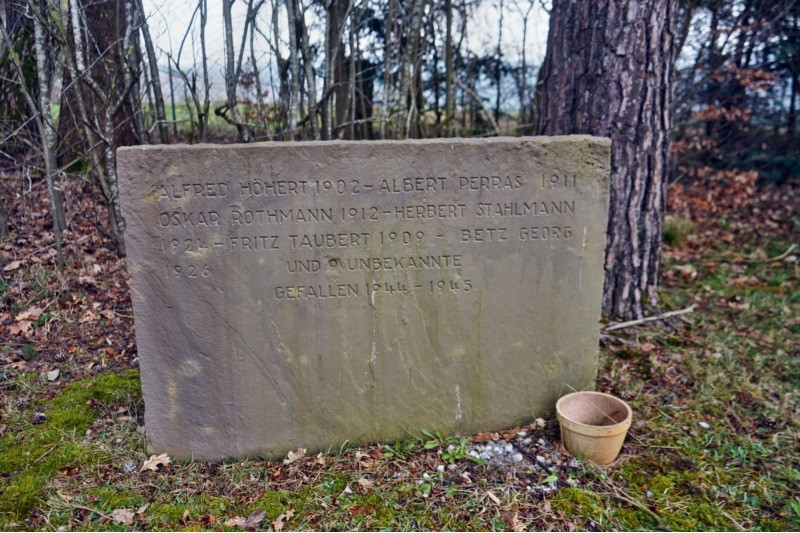 ALFRED HÖHERT 1902 - ALBERT PERRAS 1911
OSKAR ROTHMANN 1912 - HERBERT STAHLMANN
1924 - FRITZ TAUBERT 1909 - BETZ GEORG
1926 UND 9 UNBEKANNTE
GEFALLEN 1944 - 1945